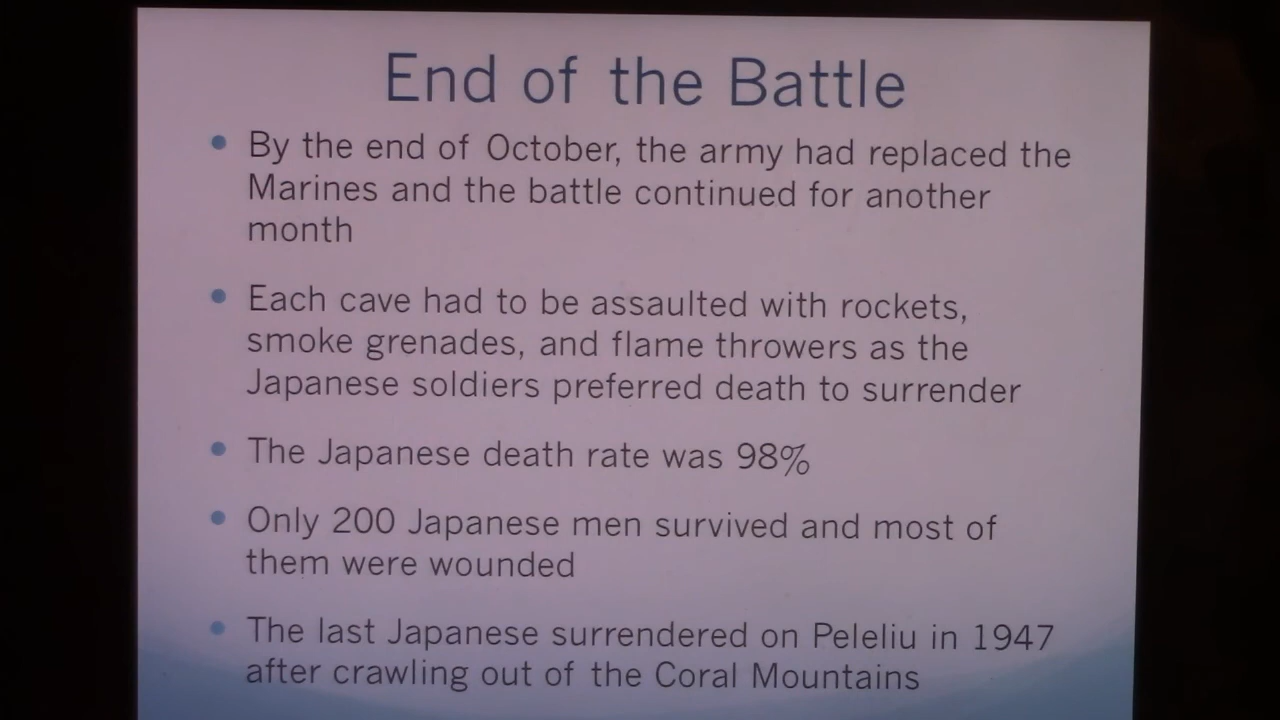 End of the Battle
• By the end of October, the army had replaced the
Marines and the battle continued for another
month
• Each cave had to be assaulted with rockets,
smoke grenades, and flame throwers as the
Japanese soldiers preferred death to surrender
• The Japanese death rate was 98%
• Only 200 Japanese men survived and most of
them were wounded
• The last Japanese surrendered on Peleliu in 1947
after crawling out of the Coral Mountains